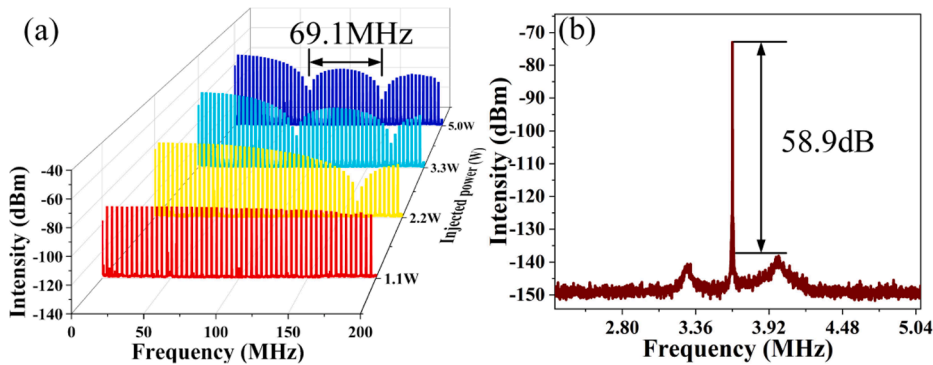 (a)
69.1MHz
5.0W
3.3W
2.2W
1.1W
Injected power (W)
Intensity (dBm)
-40
-60
-80
-100
-120
-140
0
50
100
150
200
Frequency (MHz)
(b)
58.9dB
Intensity (dBm)
-70
-80
-90
-100
-110
-120
-130
-140
-150
2.80
3.36
3.92
4.48
5.04
Frequency (MHz)